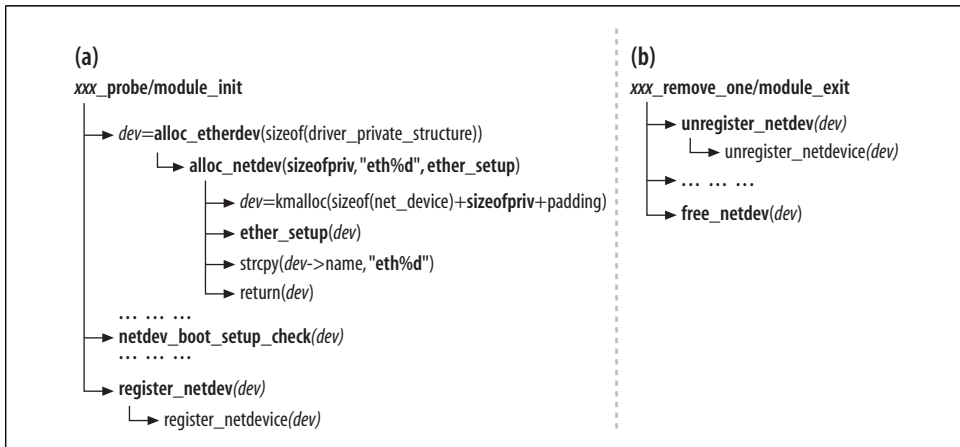 (a)
xxx_probe/module_init
dev=alloc_etherdev(sizeof(driver_private_structure))
alloc_netdev(sizeofpriv, "eth%d", ether_setup)
dev=kmalloc(sizeof(net_device)+sizeofpriv+padding)
ether_setup(dev)
strcpy(dev->name, "eth%d")
return(dev)
... ... ...
netdev_boot_setup_check(dev)
... ... ...
register_netdev(dev)
register_netdevice(dev)
(b)
xxx_remove_one/module_exit
unregister_netdev(dev)
unregister_netdevice(dev)
... ... ...
free_netdev(dev)